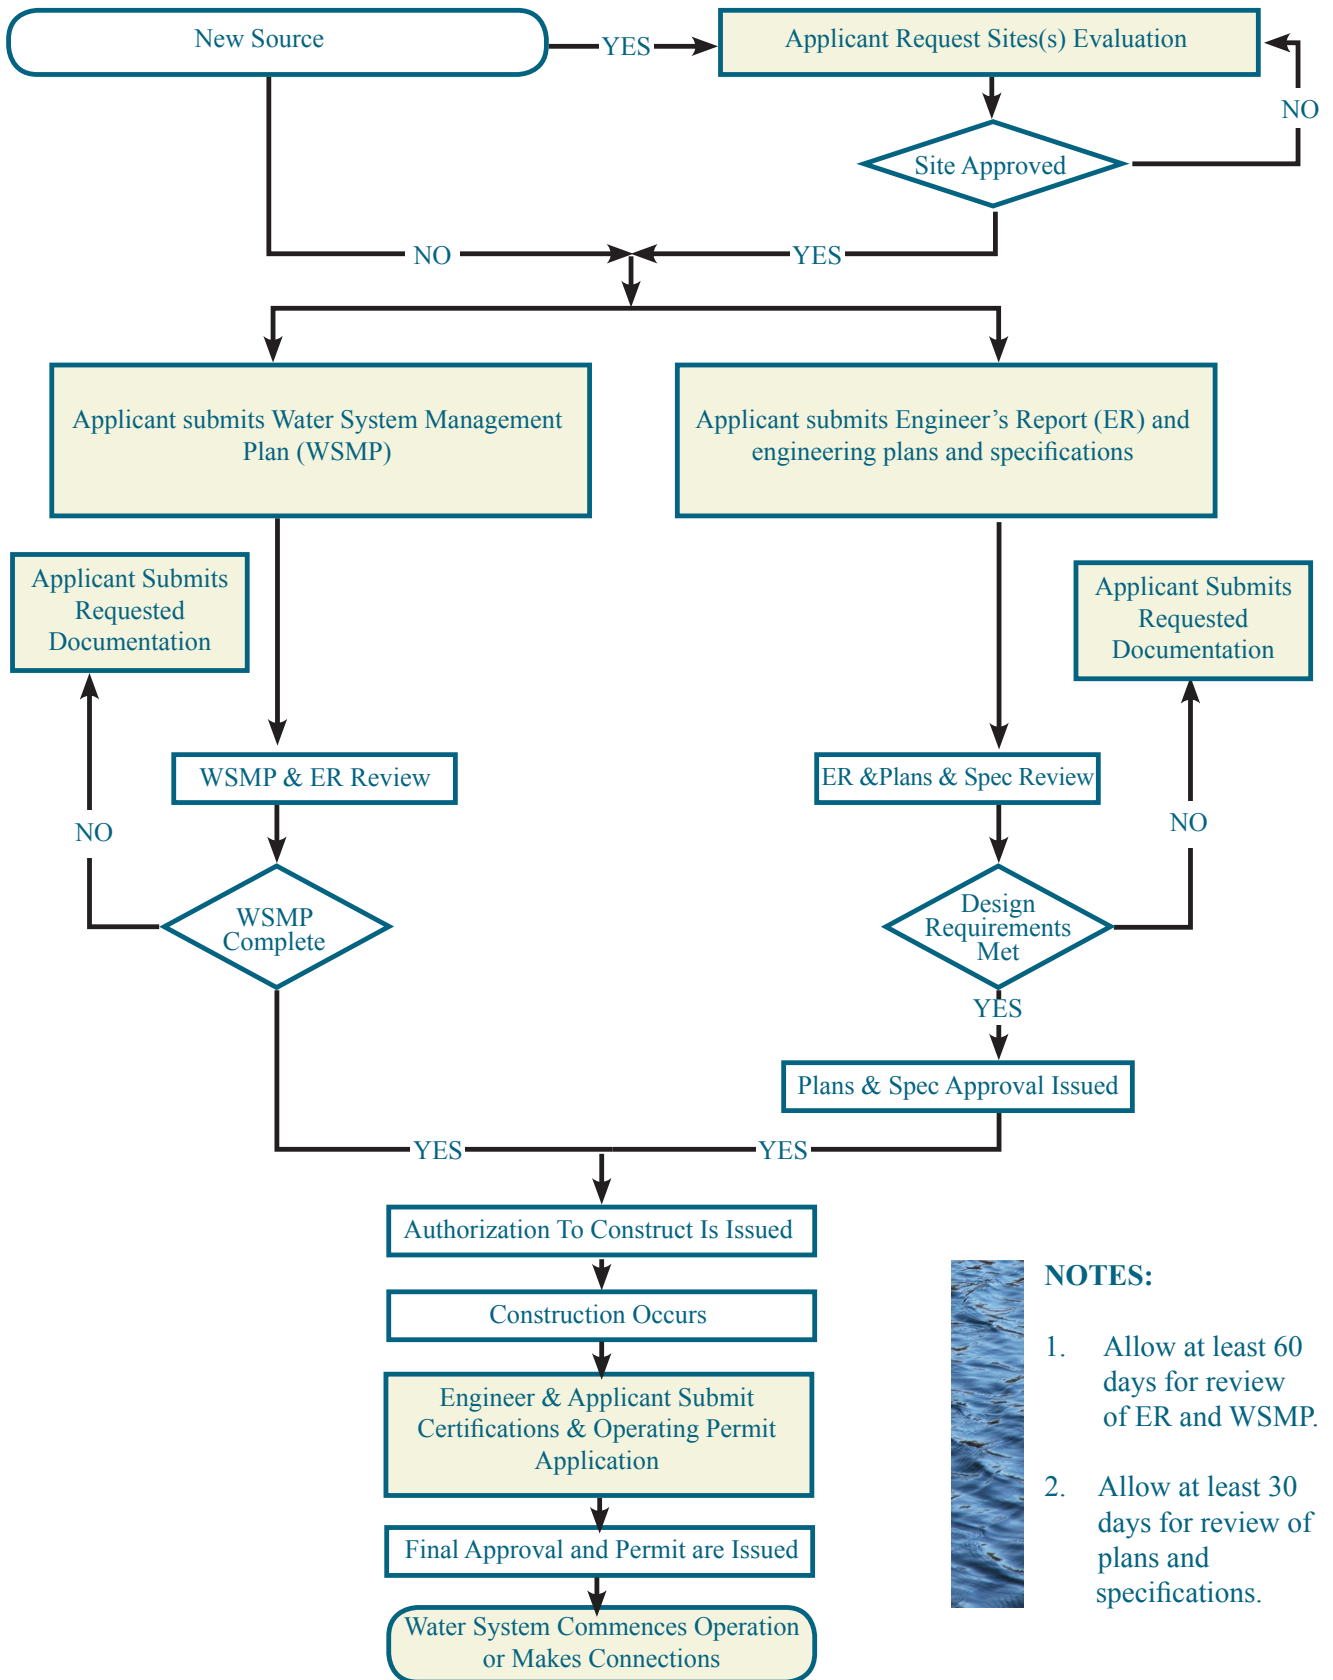 New Source
YES
Applicant Request Sites(s) Evaluation
NO
Site Approved
NO
YES
Applicant submits Water System Management
Plan (WSMP)
Applicant submits Engineer’s Report (ER) and
engineering plans and specifications
Applicant Submits
Requested
Documentation
Applicant Submits
Requested
Documentation
WSMP & ER Review
ER &Plans & Spec Review
NO
NO
WSMP
Complete
Design
Requirements
Met
YES
Plans & Spec Approval Issued
YES
YES
Authorization To Construct Is Issued
Construction Occurs
Engineer & Applicant Submit
Certifications & Operating Permit
Application
Final Approval and Permit are Issued
Water System Commences Operation
or Makes Connections
NOTES:
1. Allow at least 60
days for review
of ER and WSMP.
2. Allow at least 30
days for review of
plans and
specifications.